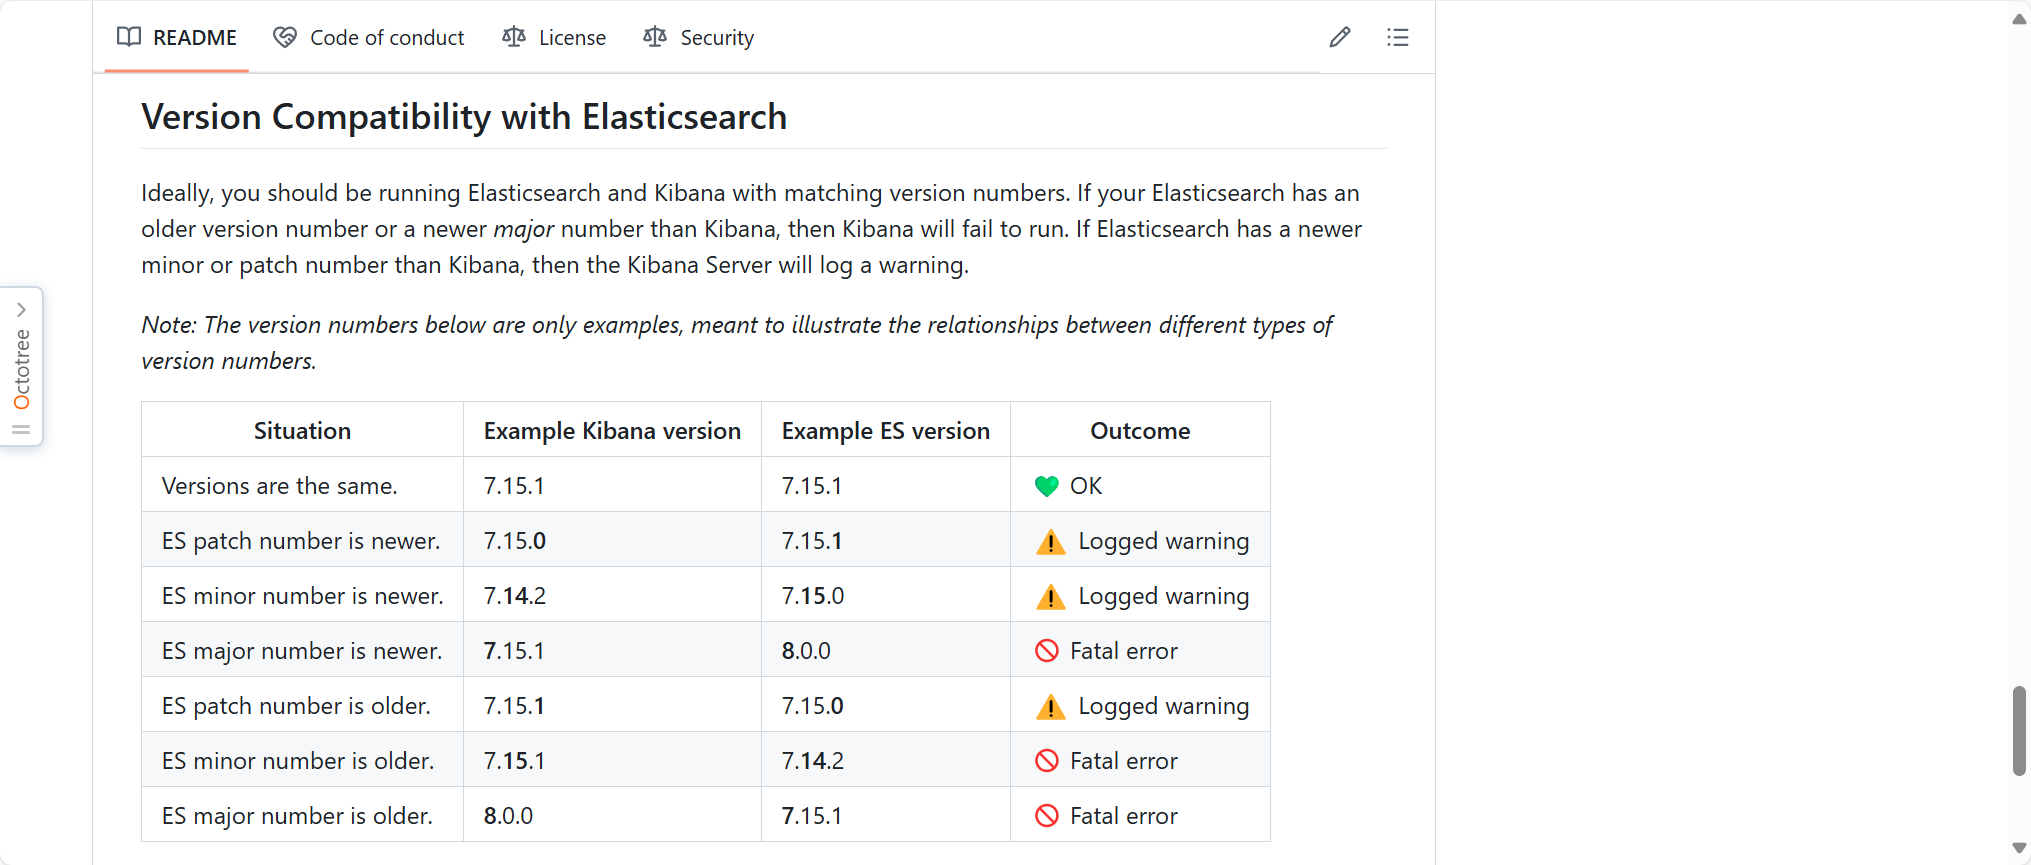 README Code of conduct License Security
Version Compatibility with Elasticsearch
Ideally, you should be running Elasticsearch and Kibana with matching version numbers. If your Elasticsearch has an
older version number or a newer major number than Kibana, then Kibana will fail to run. If Elasticsearch has a newer
minor or patch number than Kibana, then the Kibana Server will log a warning.
Octotree
Note: The version numbers below are only examples, meant to illustrate the relationships between different types of
version numbers.
Situation Example Kibana version Example ES version Outcome
Versions are the same. 7.15.1 7.15.1 💚 OK
ES patch number is newer. 7.15.0 7.15.1 ⚠️ Logged warning
ES minor number is newer. 7.14.2 7.15.0 ⚠️ Logged warning
ES major number is newer. 7.15.1 8.0.0 🚫 Fatal error
ES patch number is older. 7.15.1 7.15.0 ⚠️ Logged warning
ES minor number is older. 7.15.1 7.14.2 🚫 Fatal error
ES major number is older. 8.0.0 7.15.1 🚫 Fatal error